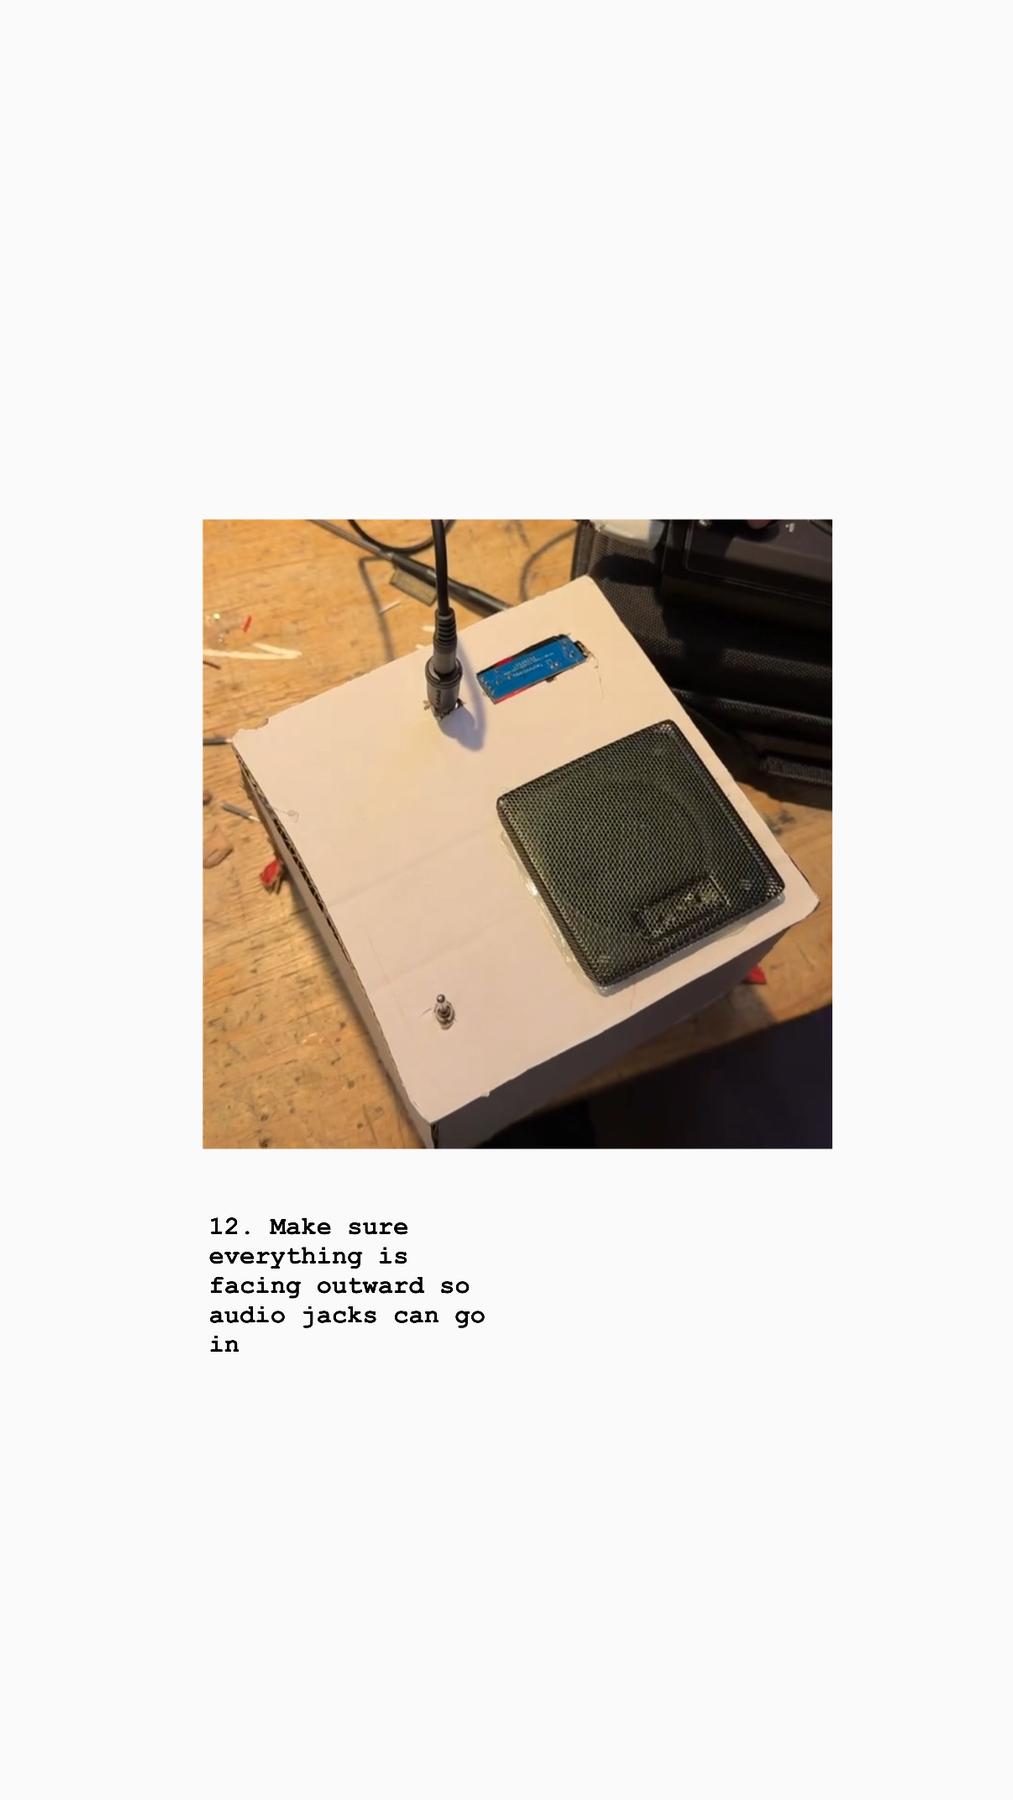 12. Make sure
everything is
facing outward so
audio jacks can go
in